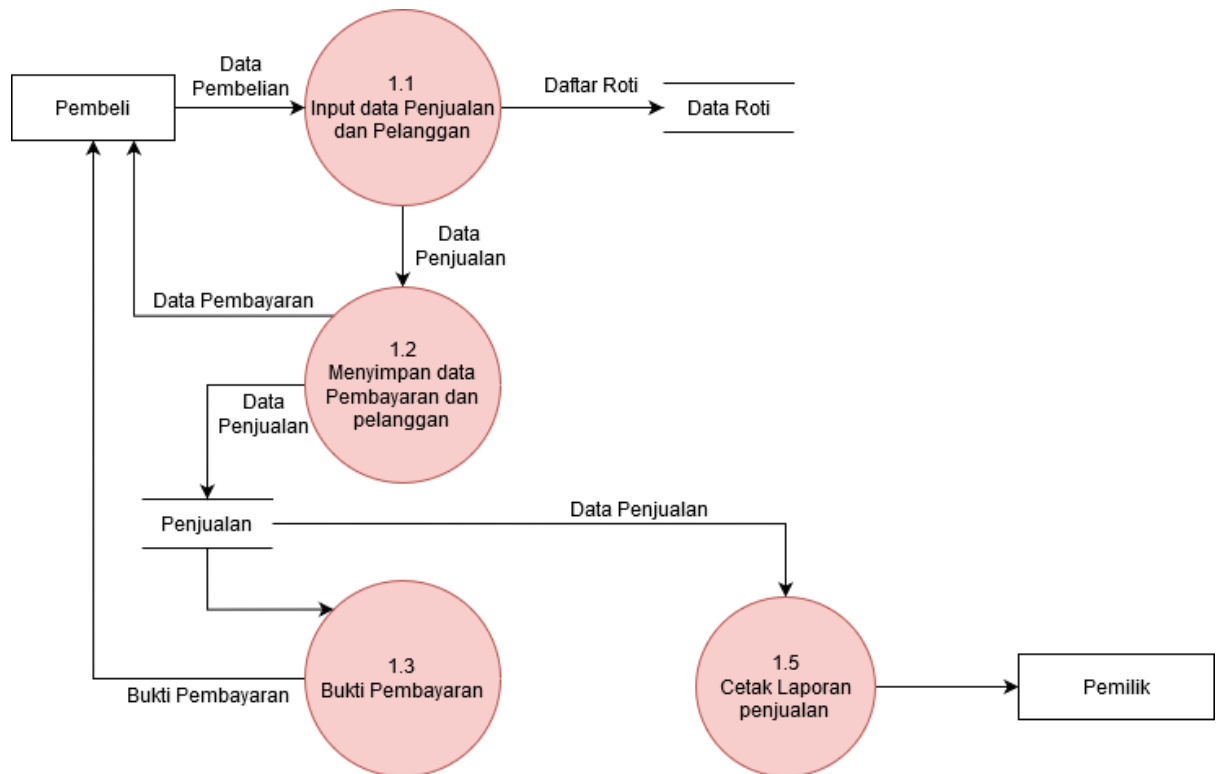 Data
Pembelian
1.1
Input data Penjualan
dan Pelanggan
Daftar Roti
Pembeli
Data Roti
Data
Penjualan
Data Pembayaran
1.2
Menyimpan data
Pembayaran dan
pelanggan
Data
Penjualan
Penjualan
Data Penjualan
1.3
Bukti Pembayaran
Bukti Pembayaran
1.5
Cetak Laporan
penjualan
Pemilik